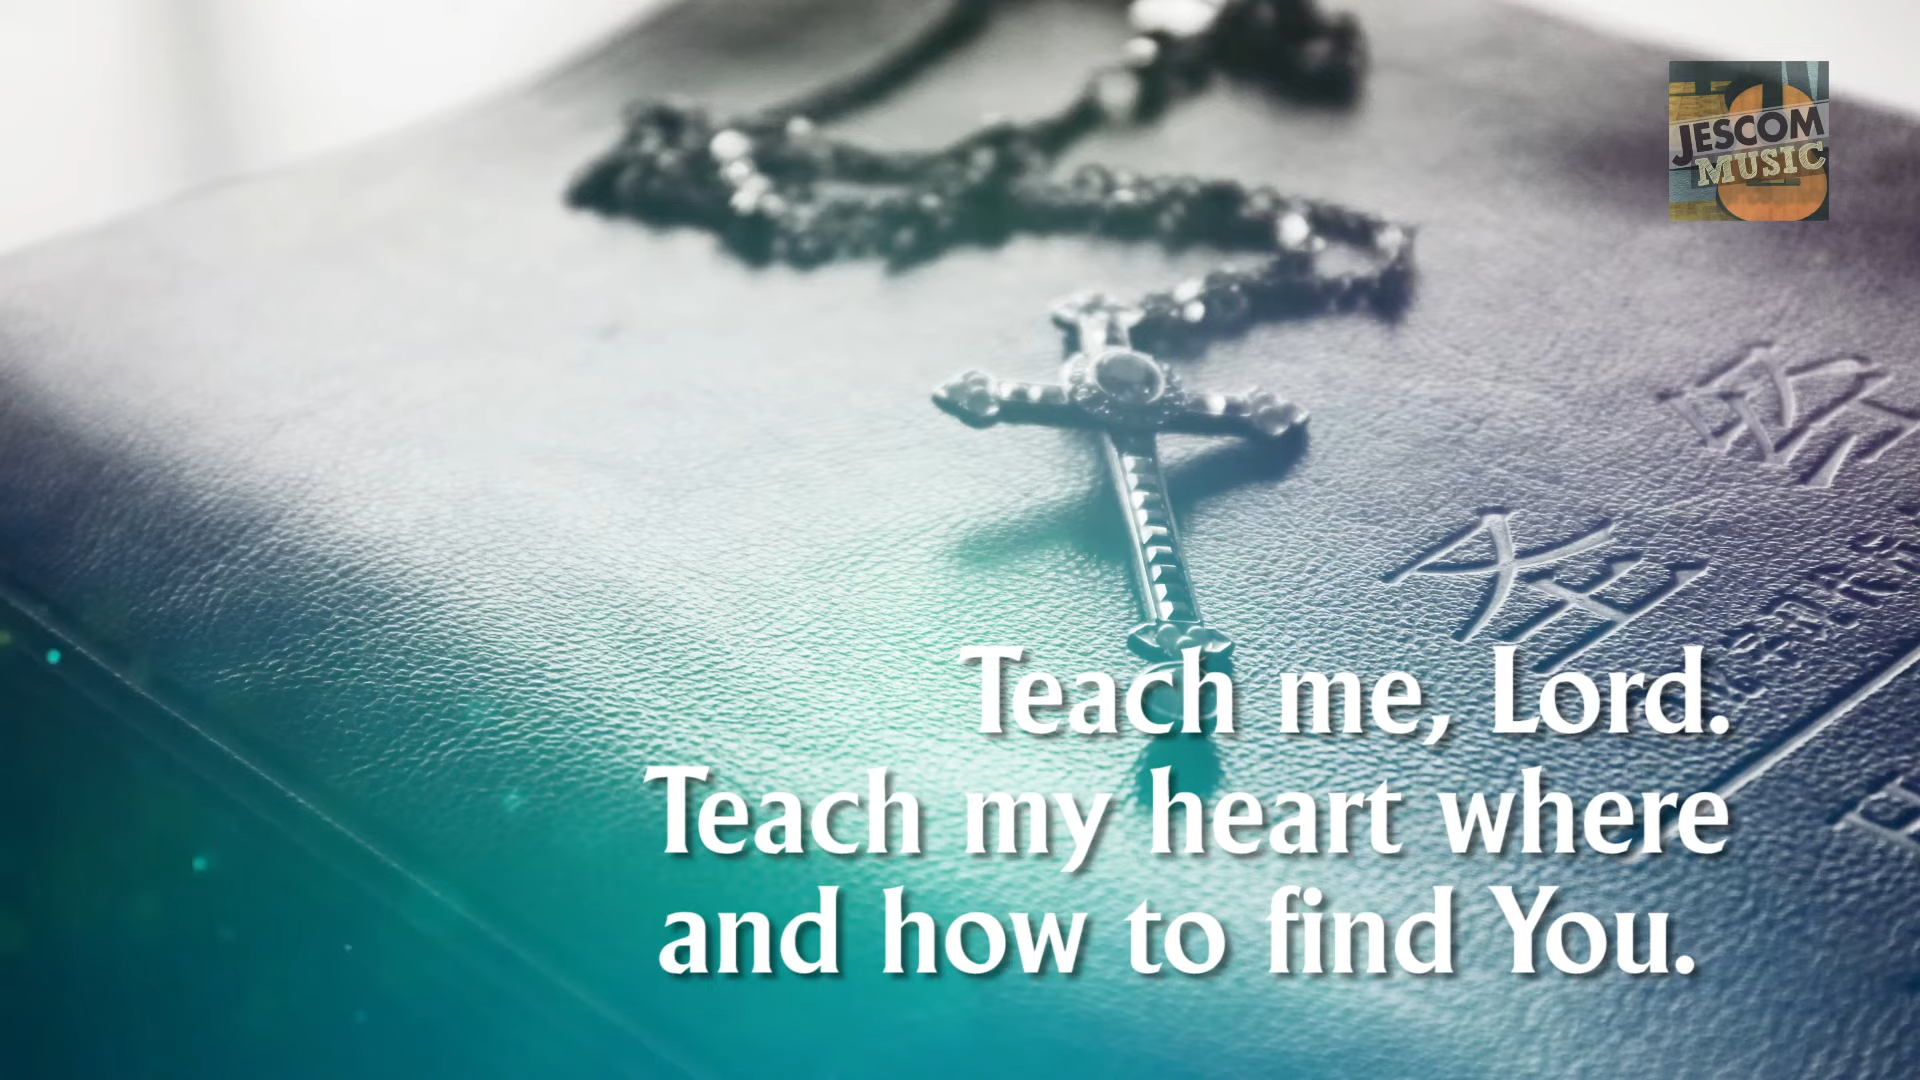 JESCOM
MUSIC
Teach me, Lord.
Teach my heart where
and how to find You.